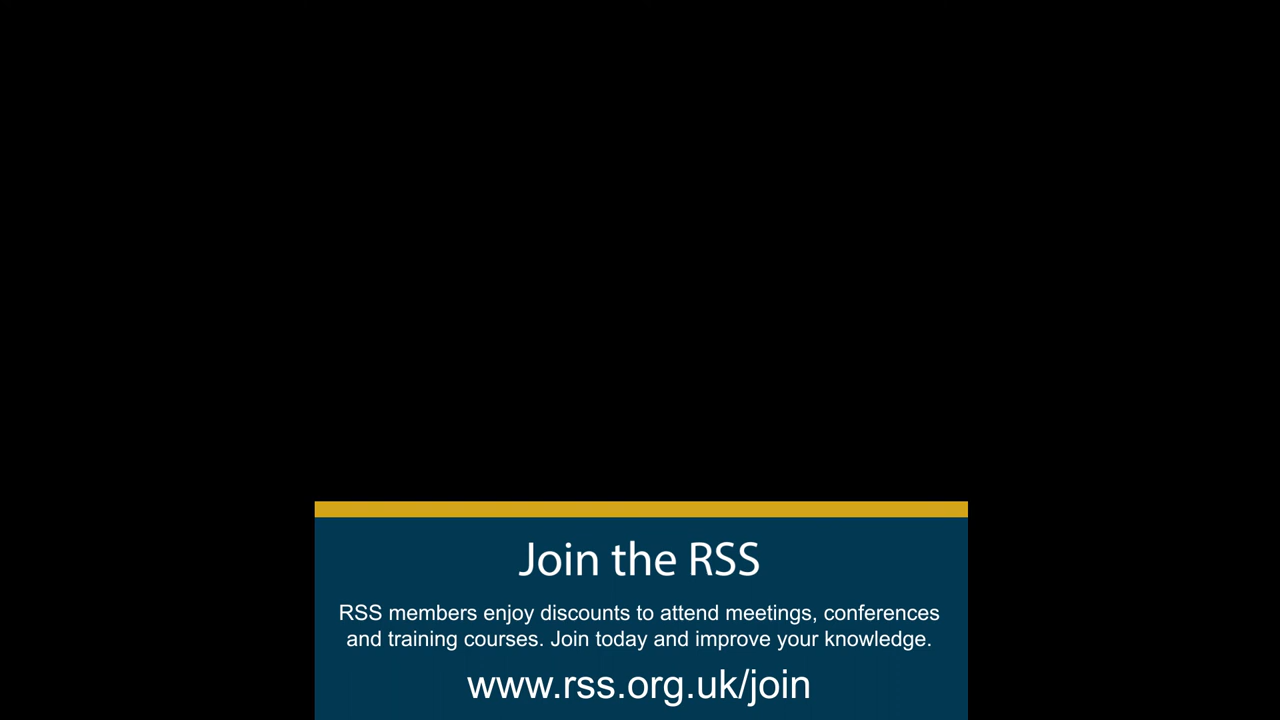 Join the RSS
RSS members enjoy discounts to attend meetings, conferences
and training courses. Join today and improve your knowledge.
www.rss.org.uk/join